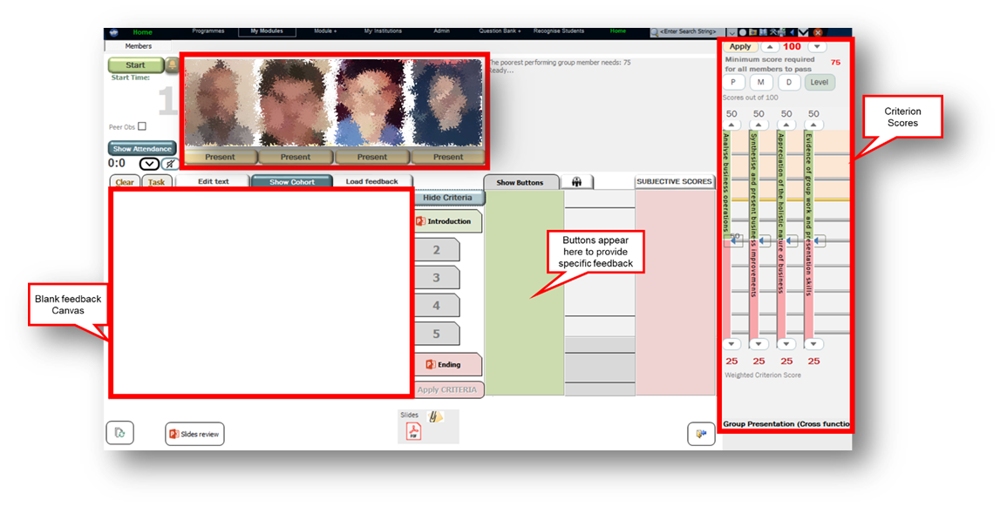 Home
Programmes
My Modules
Module +
My Institutions
Admin
Question Bank +
Recognise Students
Home
<Enter Search String>
Members
Start
Start Time:
1
Peer Obs
Show Attendance
0:0
Present
Present
Present
Present
The poorest performing group member needs: 75
Ready...
Apply
100
Minimum score required
for all members to pass
75
P
M
D
Level
Scores out of 100
50
50
50
50
Analyse business operations
Synthesise and present business improvements
Appreciation of the holistic nature of business
Evidence of group work and presentation skills
50
25
25
25
25
Weighted Criterion Score
Group Presentation (Cross functio
Criterion
Scores
Clear
Task
Edit text
Show Cohort
Load feedback
Hide Criteria
Introduction
2
3
4
5
Ending
Apply CRITERIA
Show Buttons
SUBJECTIVE SCORES
Buttons appear
here to provide
specific feedback
Blank feedback
Canvas
Slides
PDF
Slides review